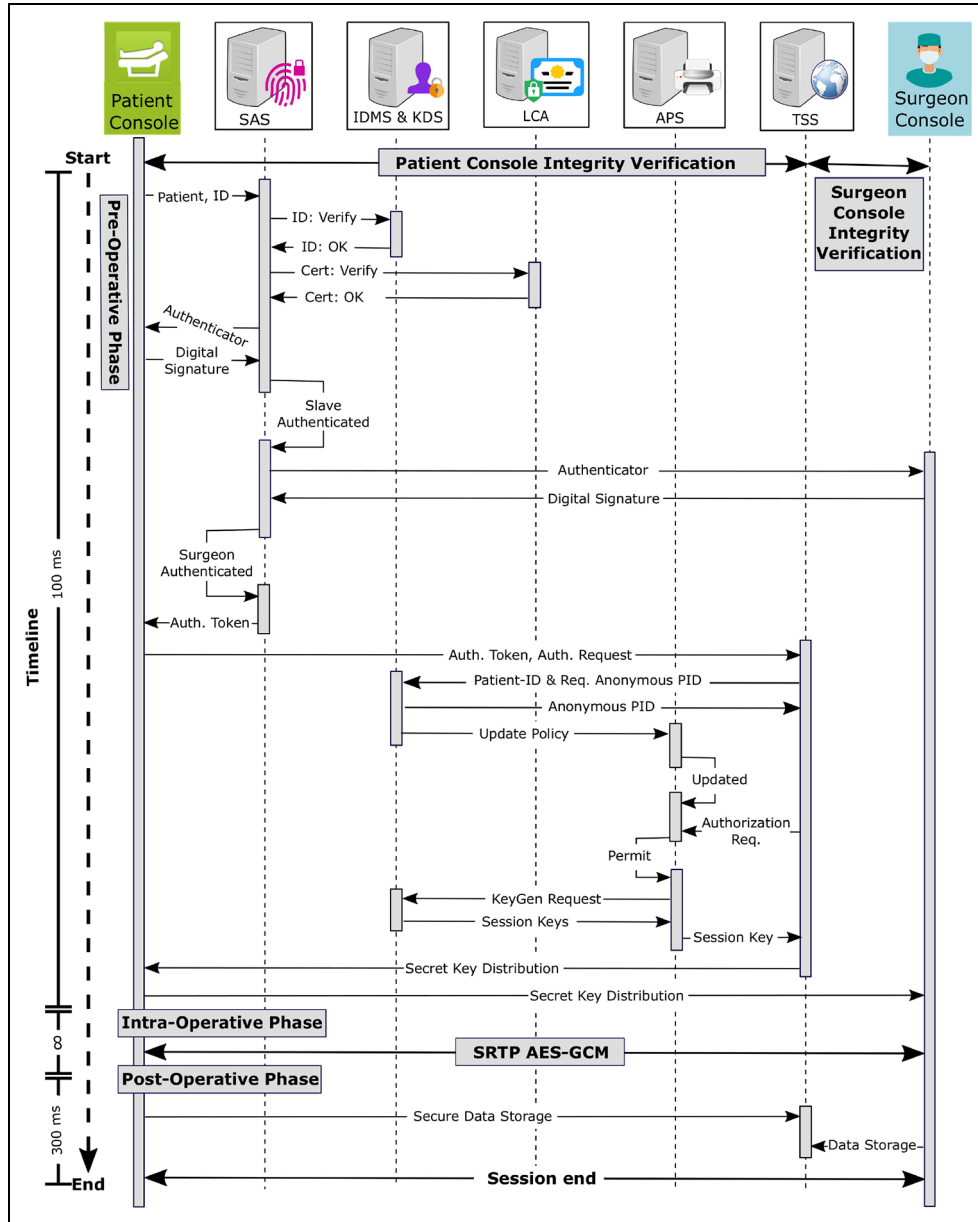 Patient
Console
SAS
IDMS & KDS
LCA
APS
TSS
Surgeon
Console
Start
Patient Console Integrity Verification
Surgeon
Console
Integrity
Verification
Pre-Operative Phase
Patient, ID
ID: Verify
ID: OK
Cert: Verify
Cert: OK
Authenticator
Digital
Signature
Slave
Authenticated
Authenticator
Digital Signature
Surgeon
Authenticated
Auth. Token
Timeline
100 ms
Auth. Token, Auth. Request
Patient-ID & Req. Anonymous PID
Anonymous PID
Update Policy
Updated
Authorization
Req.
Permit
KeyGen Request
Session Keys
Session Key
Secret Key Distribution
Secret Key Distribution
Intra-Operative Phase
∞
SRTP AES-GCM
Post-Operative Phase
300 ms
Secure Data Storage
Data Storage
End
Session end